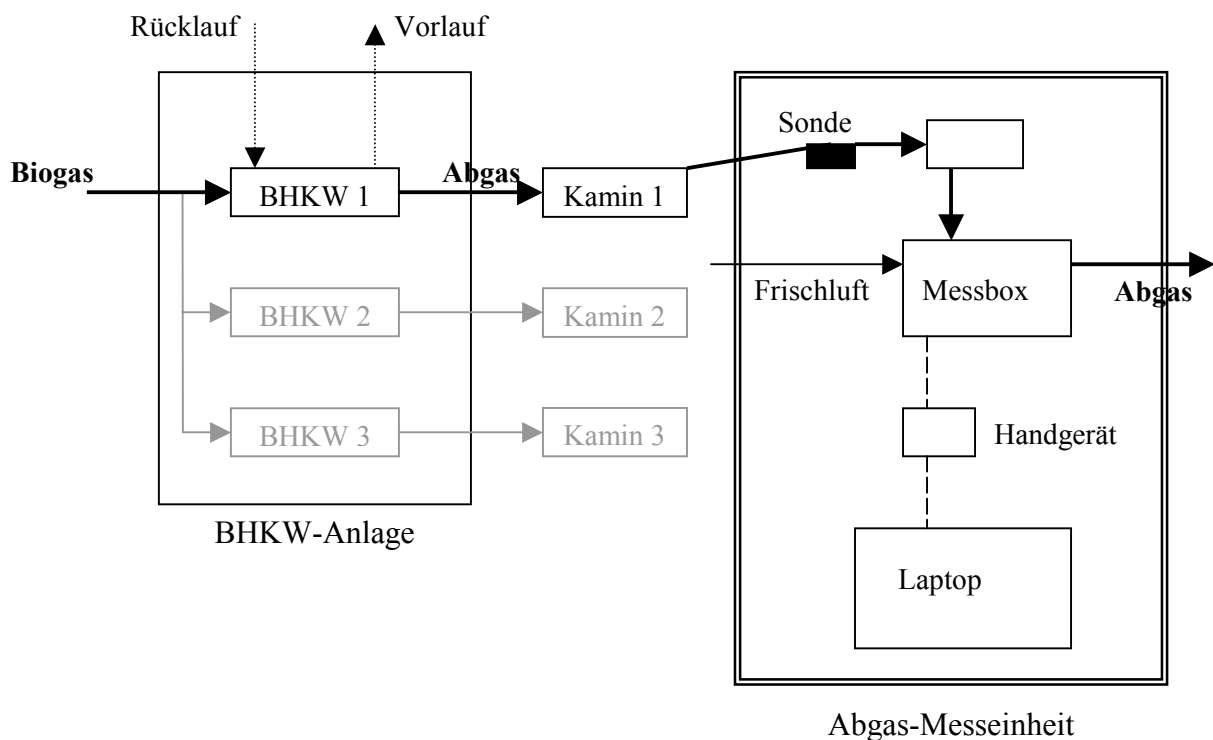 Rücklauf
Vorlauf
Sonde
Biogas
BHKW 1
Abgas
Kamin 1
Frischluft
Messbox
Abgas
BHKW 2
Kamin 2
BHKW 3
Kamin 3
Handgerät
BHKW-Anlage
Laptop
Abgas-Messeinheit